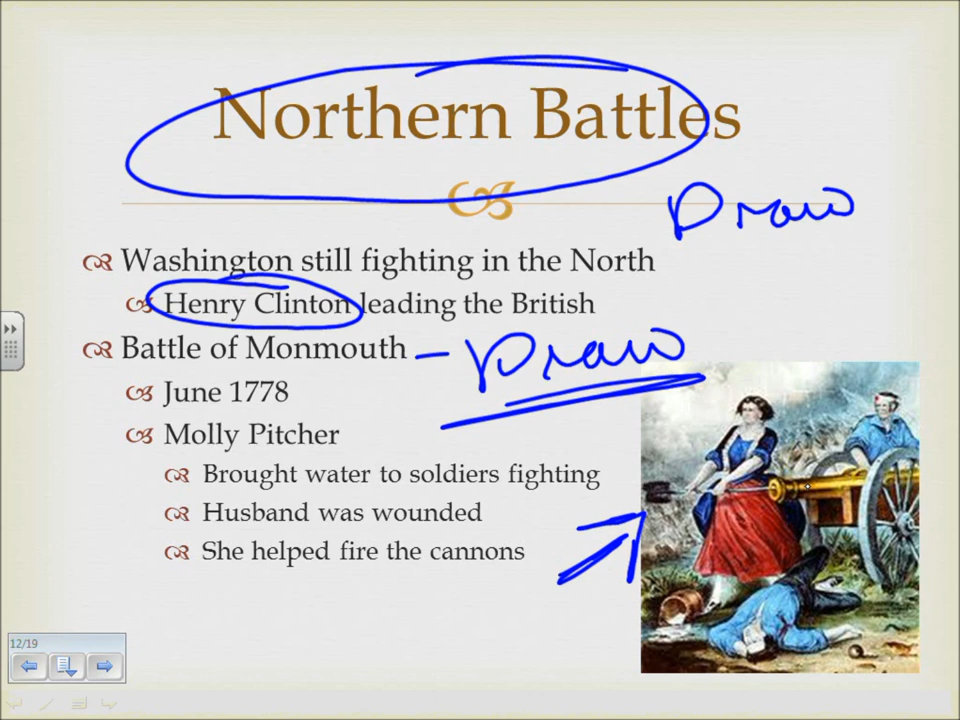 Northern Battles
Draw
Washington still fighting in the North
Henry Clinton leading the British
Battle of Monmouth - Draw
June 1778
Molly Pitcher
Brought water to soldiers fighting
Husband was wounded
She helped fire the cannons
12/19